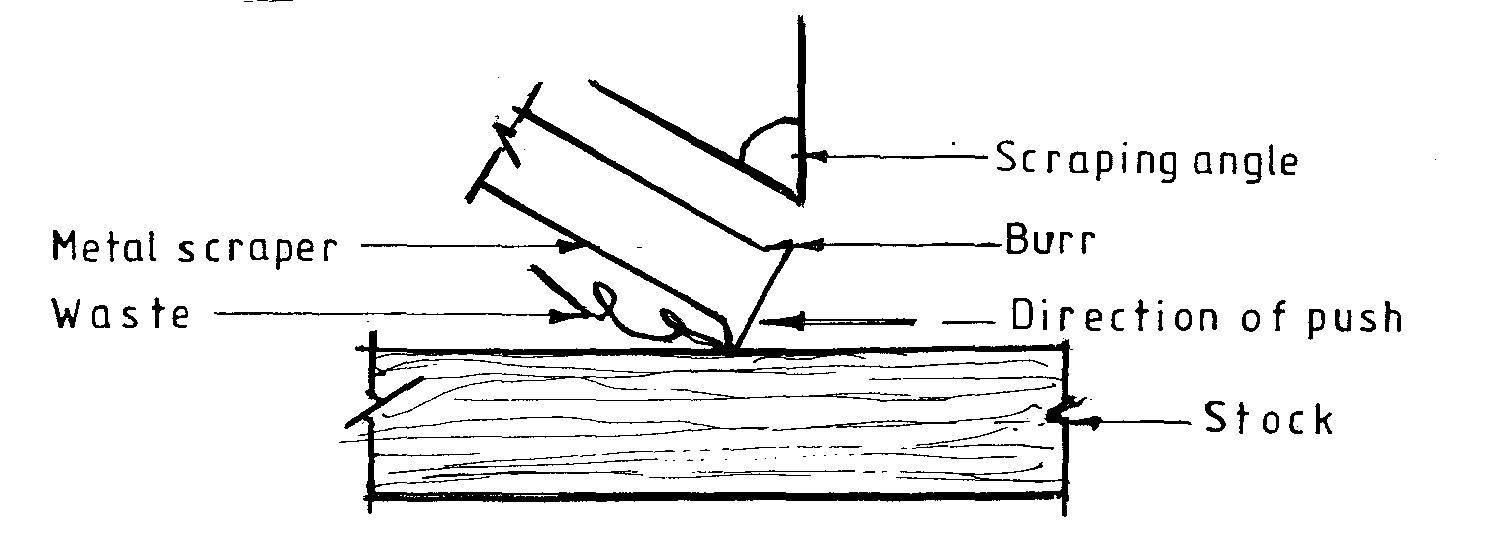 Scraping angle
Metal scraper
Burr
Waste
Direction of push
Stock